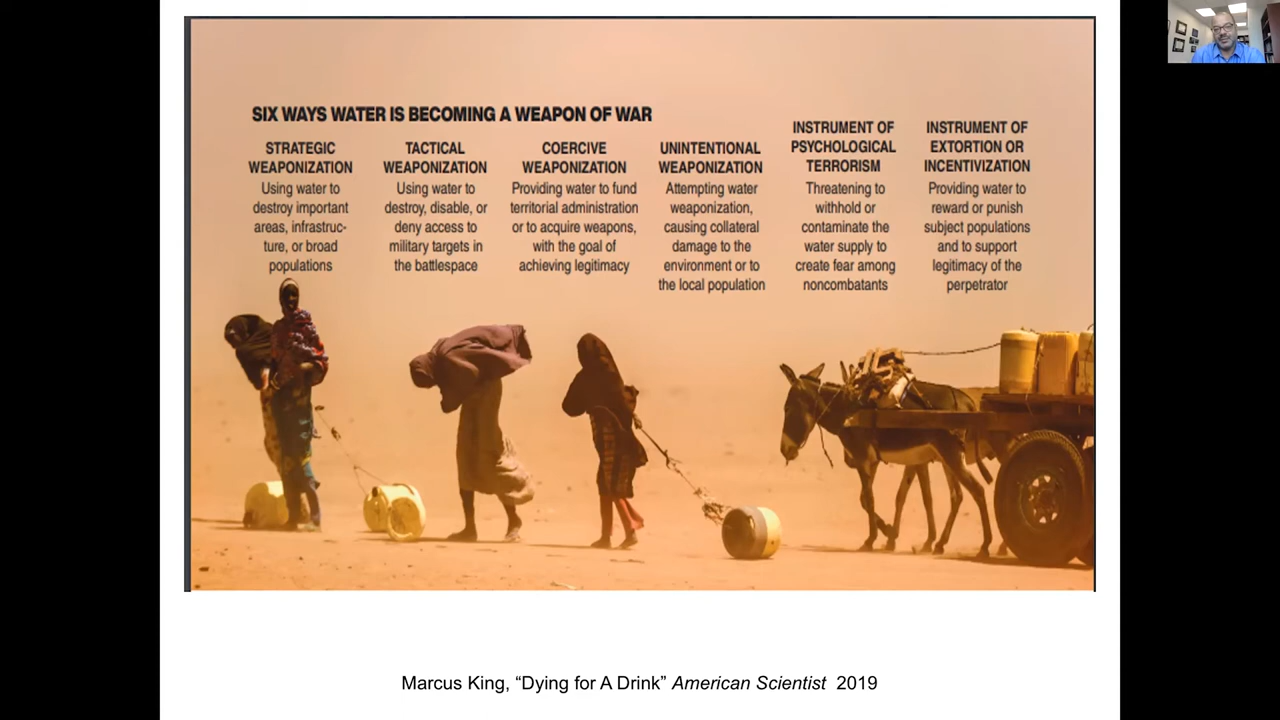 SIX WAYS WATER IS BECOMING A WEAPON OF WAR
STRATEGIC
WEAPONIZATION
Using water to
destroy important
areas, infrastruc-
ture, or broad
populations
TACTICAL
WEAPONIZATION
Using water to
destroy, disable, or
deny access to
military targets in
the battlespace
COERCIVE
WEAPONIZATION
Providing water to fund
territorial administration
or to acquire weapons,
with the goal of
achieving legitimacy
UNINTENTIONAL
WEAPONIZATION
Attempting water
weaponization,
causing collateral
damage to the
environment or to
the local population
INSTRUMENT OF
PSYCHOLOGICAL
TERRORISM
Threatening to
withhold or
contaminate the
water supply to
create fear among
noncombatants
INSTRUMENT OF
EXTORTION OR
INCENTIVIZATION
Providing water to
reward or punish
subject populations
and to support
legitimacy of the
perpetrator
Marcus King, “Dying for A Drink” American Scientist 2019